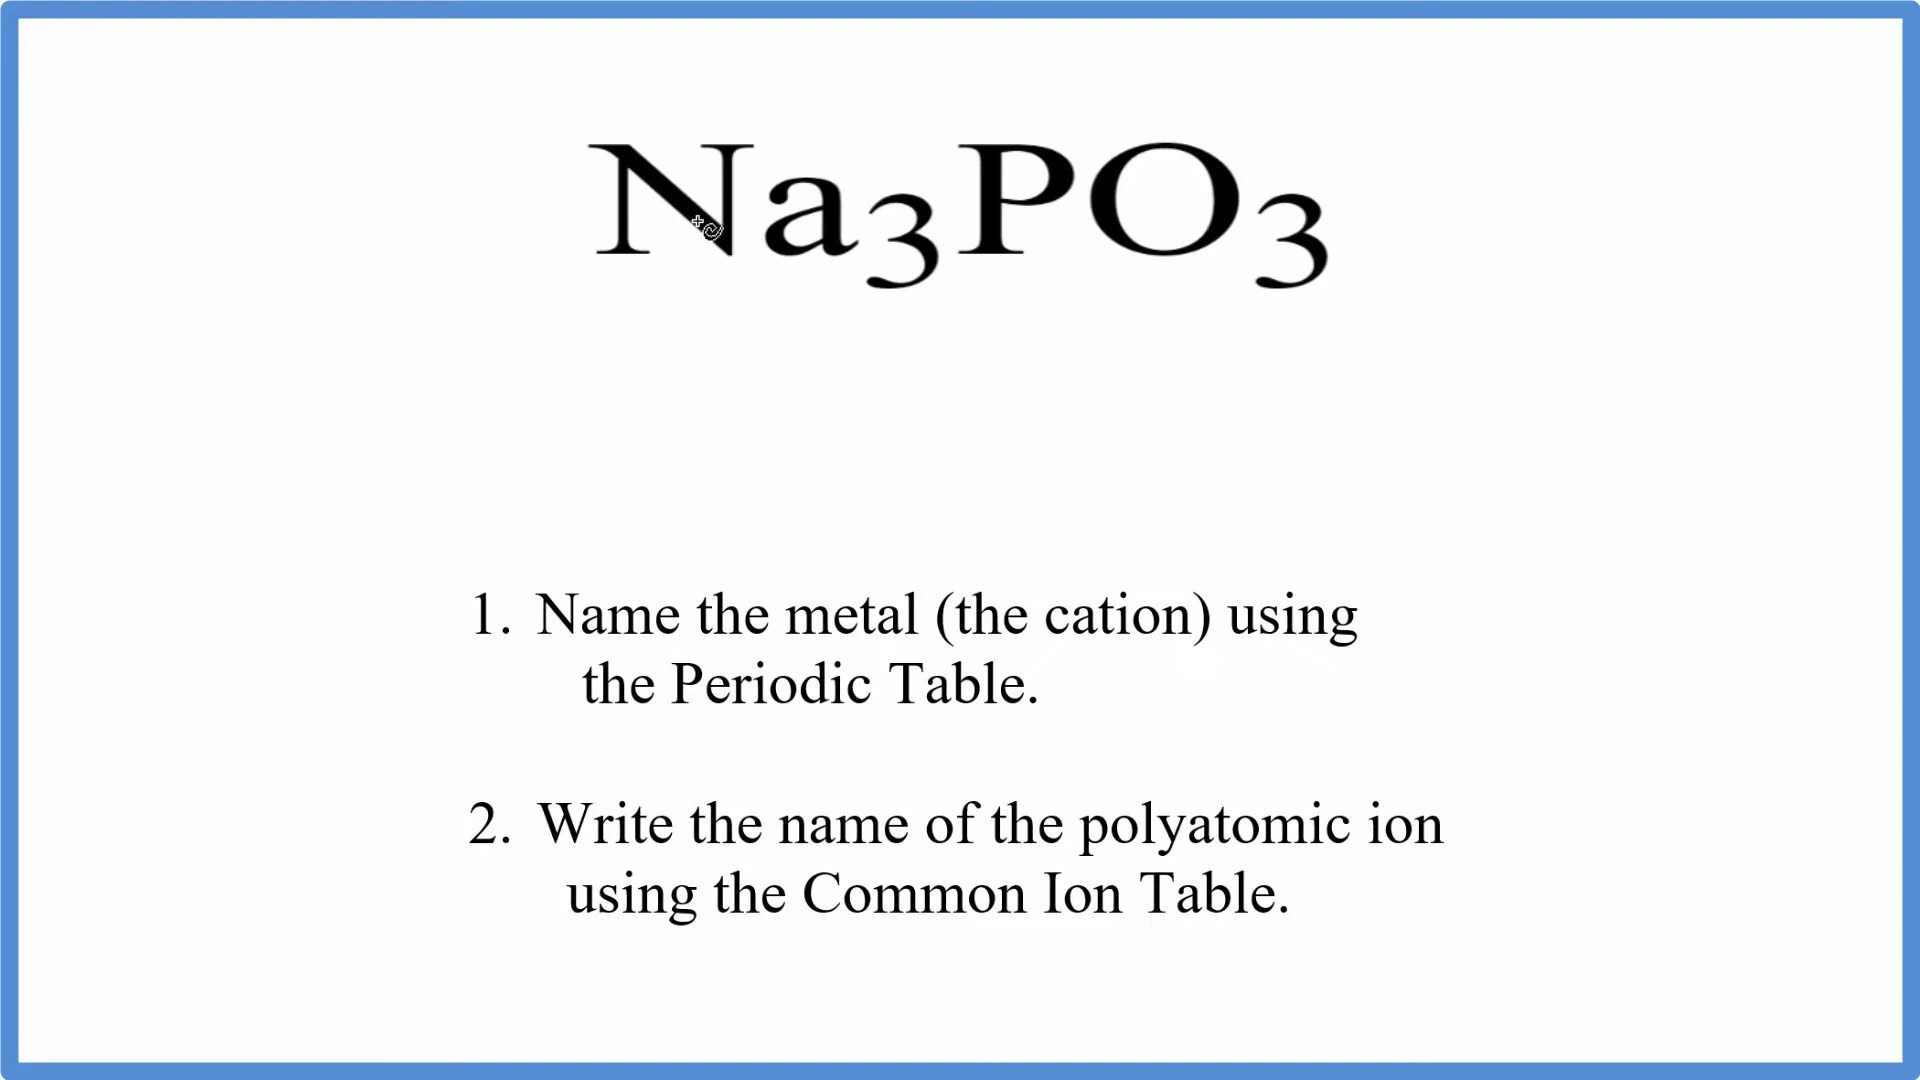 Na₃PO₃
1. Name the metal (the cation) using
the Periodic Table.
2. Write the name of the polyatomic ion
using the Common Ion Table.